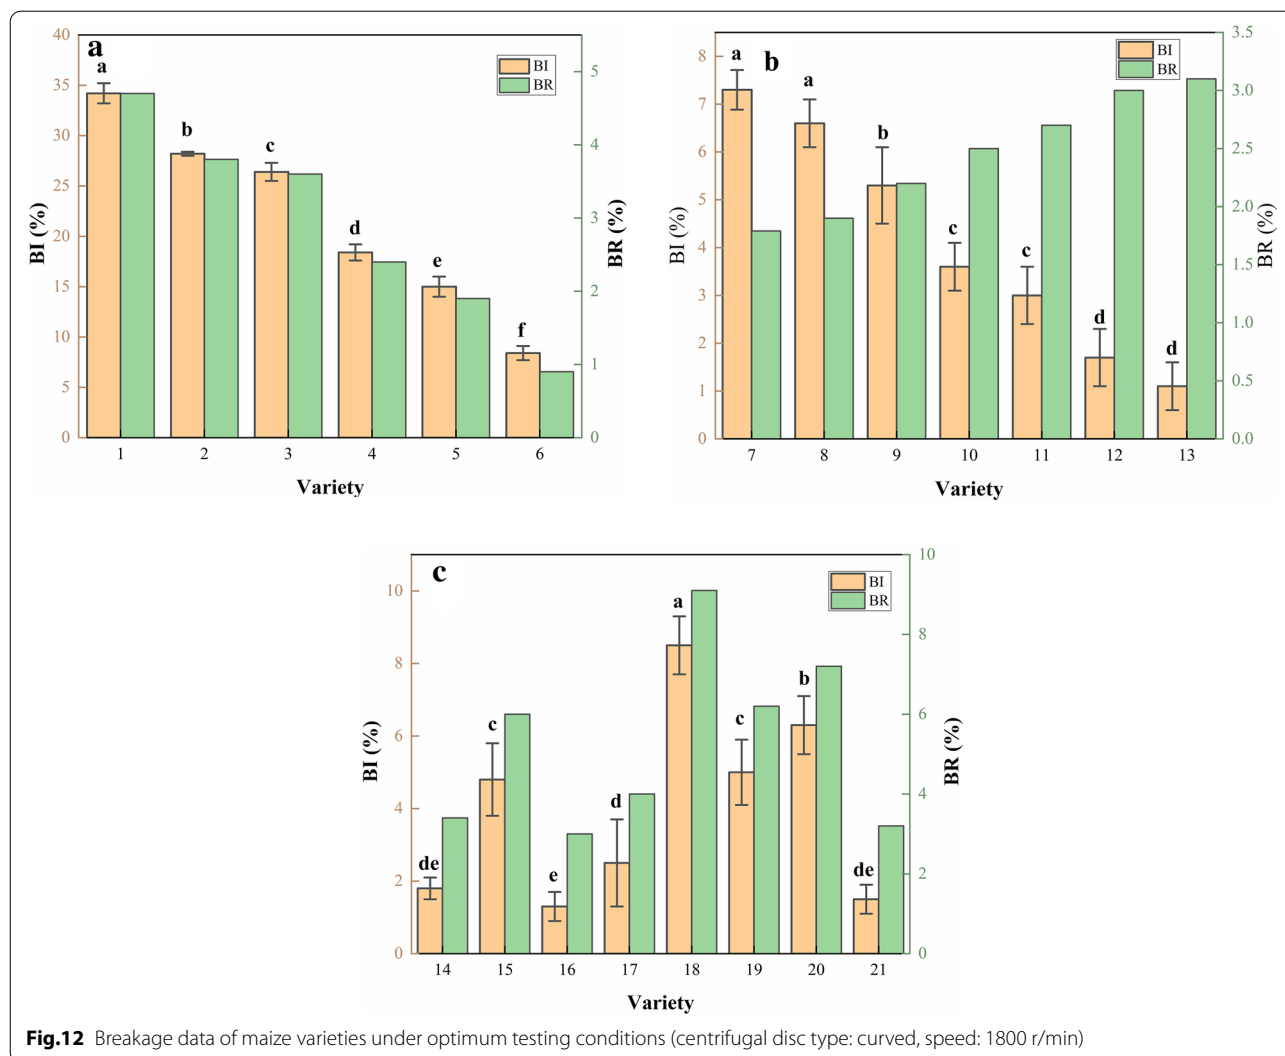 a
40
35
30
25
20
15
10
5
0
BI (%)
a
b
c
d
e
f
BI
BR
5
4
3
2
1
0
BR (%)
1 2 3 4 5 6
Variety
b
8
7
6
5
4
3
2
1
0
BI (%)
a
a
b
c
c
d
d
BI
BR
3.5
3.0
2.5
2.0
1.5
1.0
0.5
0.0
BR (%)
7 8 9 10 11 12 13
Variety
c
10
8
6
4
2
0
BI (%)
de
c
e
d
a
c
b
de
BI
BR
10
8
6
4
2
0
BR (%)
14 15 16 17 18 19 20 21
Variety
Fig.12 Breakage data of maize varieties under optimum testing conditions (centrifugal disc type: curved, speed: 1800 r/min)